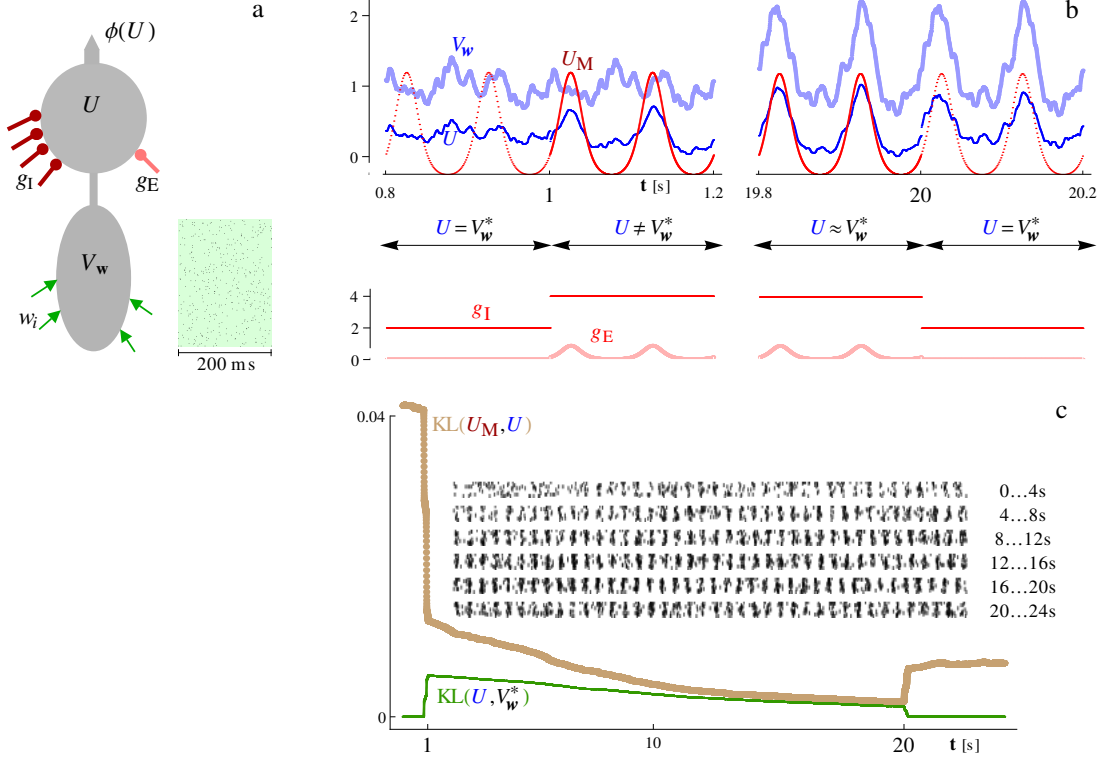 a
ϕ(U)
U
g_I
g_E
V_w
w_i
200 ms
b
2
1
0
V_w
U_M
U
0.8
1
t [s]
1.2
19.8
20
20.2
U = V_w^*
U ≠ V_w^*
U ≈ V_w^*
U = V_w^*
4
2
0
g_I
g_E
c
0.04
KL(U_M,U)
0…4s
4…8s
8…12s
12…16s
16…20s
20…24s
KL(U,V_w^*)
0
1
10
20
t [s]